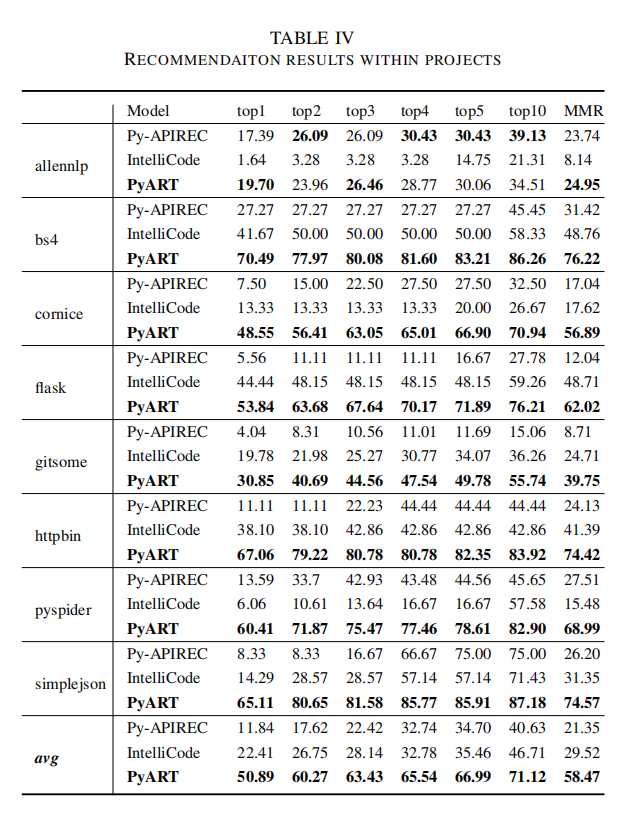 TABLE IV
RECOMMENDAITON RESULTS WITHIN PROJECTS
Model top1 top2 top3 top4 top5 top10 MMR
allennlp
Py-APIREC 17.39 26.09 26.09 30.43 30.43 39.13 23.74
IntelliCode 1.64 3.28 3.28 3.28 14.75 21.31 8.14
PyART 19.70 23.96 26.46 28.77 30.06 34.51 24.95
bs4
Py-APIREC 27.27 27.27 27.27 27.27 27.27 45.45 31.42
IntelliCode 41.67 50.00 50.00 50.00 50.00 58.33 48.76
PyART 70.49 77.97 80.08 81.60 83.21 86.26 76.22
cornice
Py-APIREC 7.50 15.00 22.50 27.50 27.50 32.50 17.04
IntelliCode 13.33 13.33 13.33 13.33 20.00 26.67 17.62
PyART 48.55 56.41 63.05 65.01 66.90 70.94 56.89
flask
Py-APIREC 5.56 11.11 11.11 11.11 16.67 27.78 12.04
IntelliCode 44.44 48.15 48.15 48.15 48.15 59.26 48.71
PyART 53.84 63.68 67.64 70.17 71.89 76.21 62.02
gitsome
Py-APIREC 4.04 8.31 10.56 11.01 11.69 15.06 8.71
IntelliCode 19.78 21.98 25.27 30.77 34.07 36.26 24.71
PyART 30.85 40.69 44.56 47.54 49.78 55.74 39.75
httpbin
Py-APIREC 11.11 11.11 22.23 44.44 44.44 44.44 24.13
IntelliCode 38.10 38.10 42.86 42.86 42.86 42.86 41.39
PyART 67.06 79.22 80.78 80.78 82.35 83.92 74.42
pyspider
Py-APIREC 13.59 33.7 42.93 43.48 44.56 45.65 27.51
IntelliCode 6.06 10.61 13.64 16.67 16.67 57.58 15.48
PyART 60.41 71.87 75.47 77.46 78.61 82.90 68.99
simplejson
Py-APIREC 8.33 8.33 16.67 66.67 75.00 75.00 26.20
IntelliCode 14.29 28.57 28.57 57.14 57.14 71.43 31.35
PyART 65.11 80.65 81.58 85.77 85.91 87.18 74.57
avg
Py-APIREC 11.84 17.62 22.42 32.74 34.70 40.63 21.35
IntelliCode 22.41 26.75 28.14 32.78 35.46 46.71 29.52
PyART 50.89 60.27 63.43 65.54 66.99 71.12 58.47